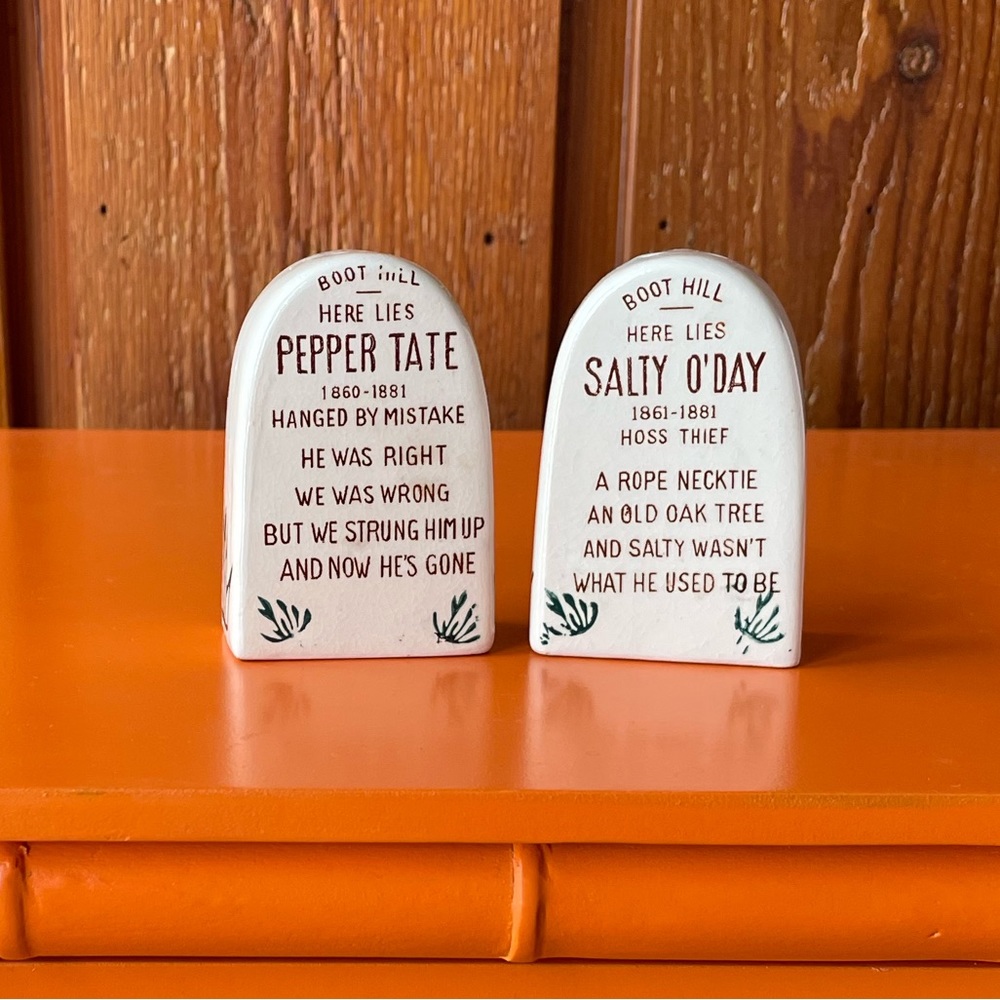 BOOT HILL
HERE LIES
PEPPER TATE
1860-1881
HANGED BY MISTAKE
HE WAS RIGHT
WE WAS WRONG
BUT WE STRUNG HIM UP
AND NOW HE'S GONE
BOOT HILL
HERE LIES
SALTY O'DAY
1861-1881
HOSS THIEF
A ROPE NECKTIE
AN OLD OAK TREE
AND SALTY WASN'T
WHAT HE USED TO BE